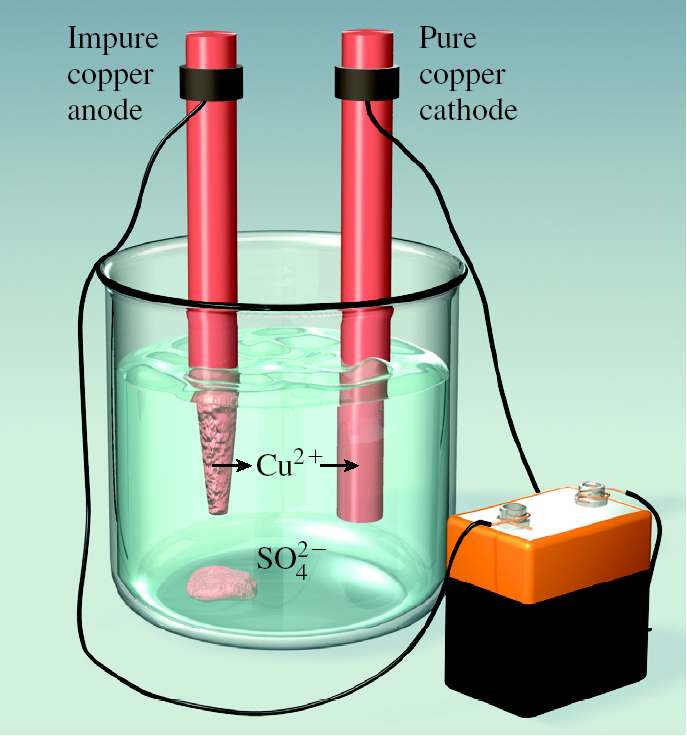 Impure
copper
anode
Pure
copper
cathode
Cu²⁺
SO₄²⁻